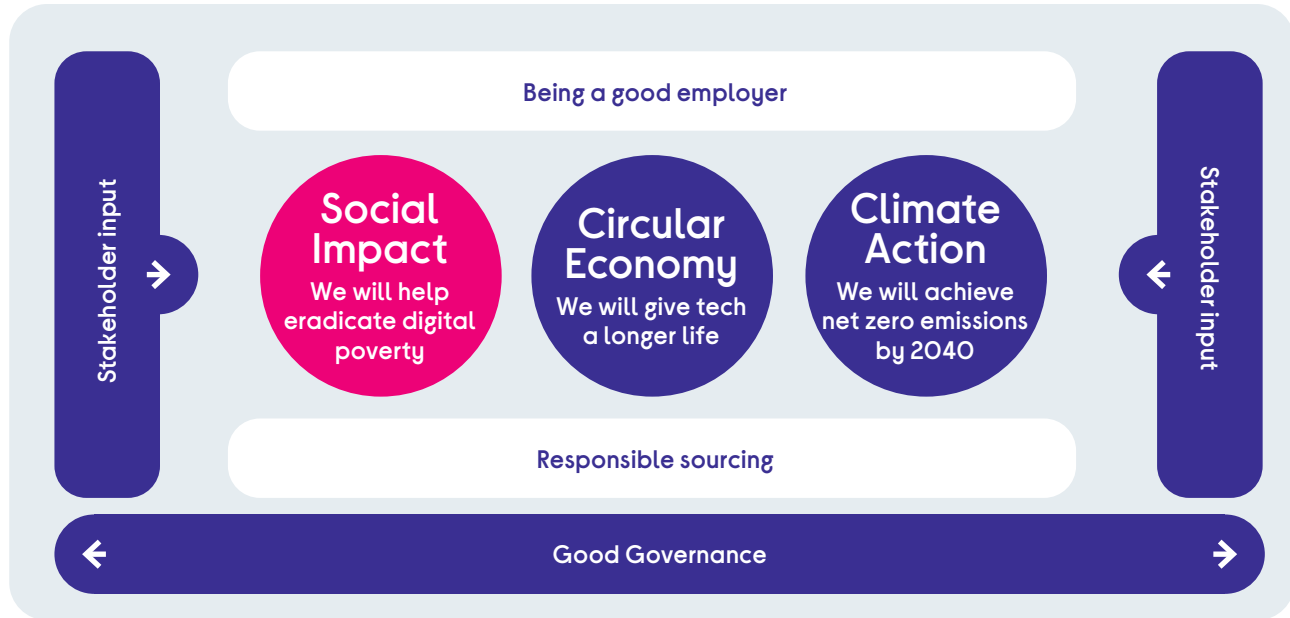 Being a good employer
Stakeholder input
Social
Impact
We will help
eradicate digital
poverty
Circular
Economy
We will give tech
a longer life
Climate
Action
We will achieve
net zero emissions
by 2040
Stakeholder input
Responsible sourcing
Good Governance